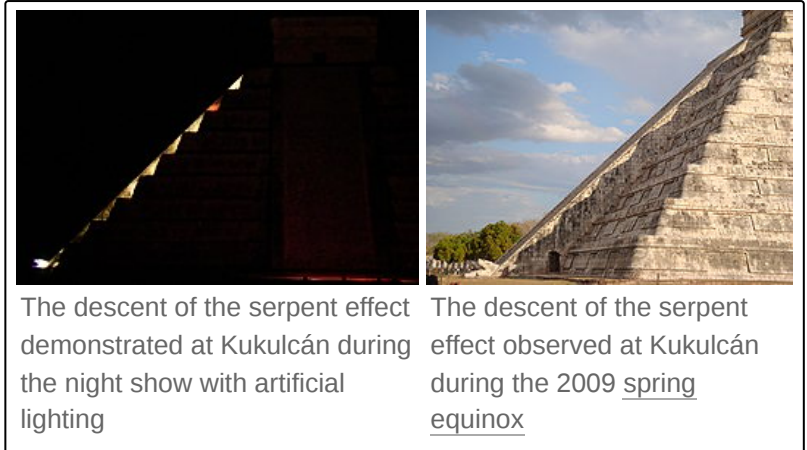 The descent of the serpent effect
demonstrated at Kukulcán during
the night show with artificial
lighting
The descent of the serpent
effect observed at Kukulcán
during the 2009 spring
equinox